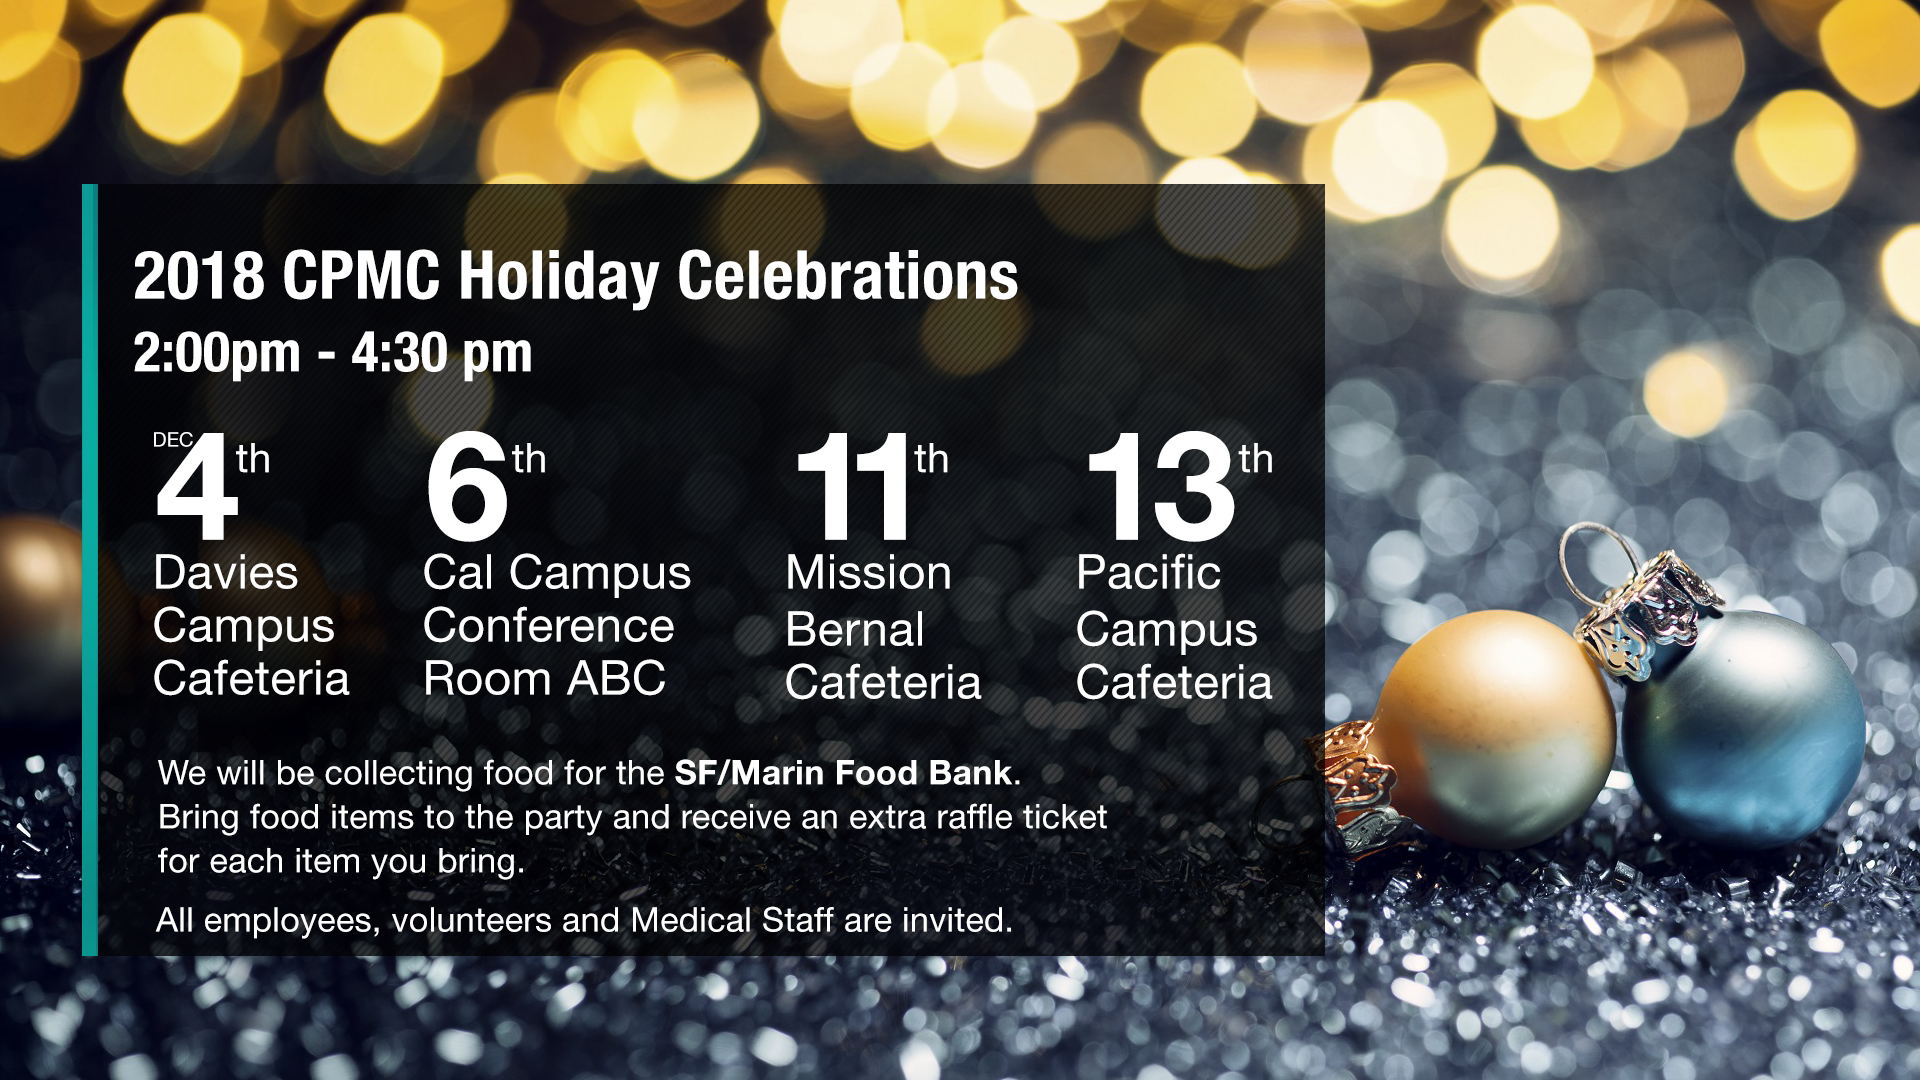 2018 CPMC Holiday Celebrations
2:00pm - 4:30 pm
DEC 4th
Davies
Campus
Cafeteria
6th
Cal Campus
Conference
Room ABC
11th
Mission
Bernal
Cafeteria
13th
Pacific
Campus
Cafeteria
We will be collecting food for the SF/Marin Food Bank.
Bring food items to the party and receive an extra raffle ticket
for each item you bring.
All employees, volunteers and Medical Staff are invited.